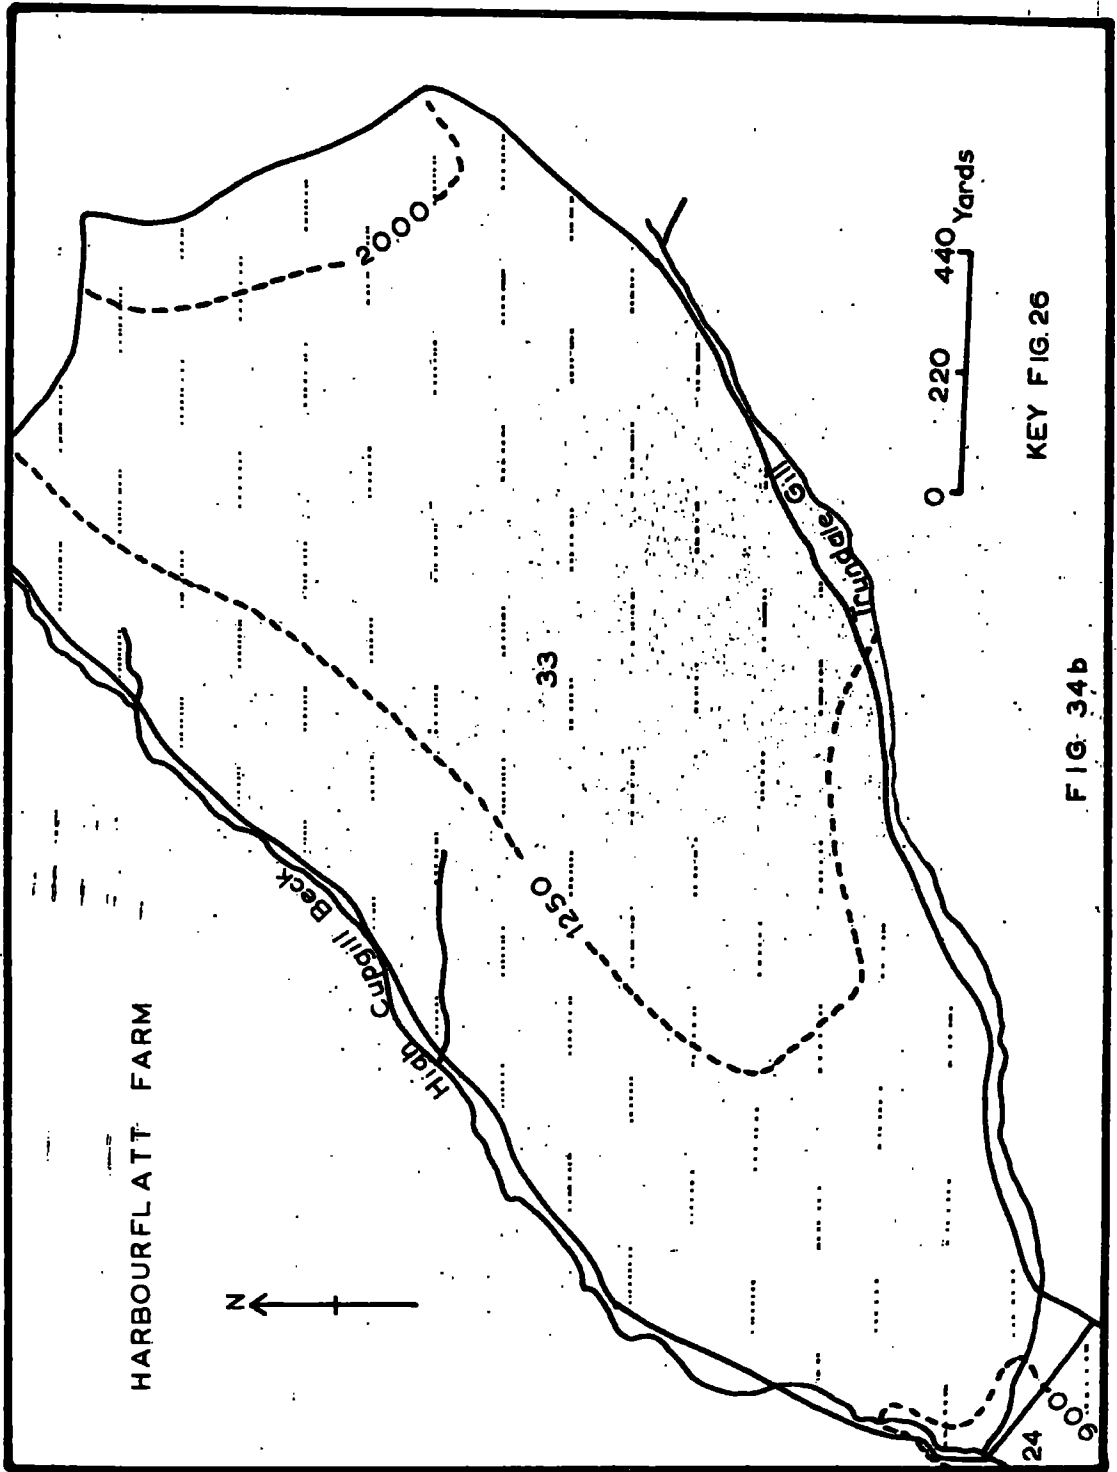 HARBOURFLATT FARM
N
High Cupgill Beck
2000
1250
33
Trundale Gill
900
24
0 220 440 Yards
KEY FIG. 26
FIG 34b